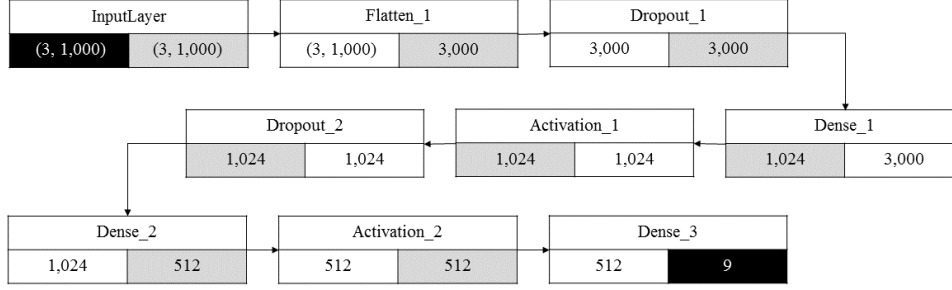 InputLayer
(3, 1,000) (3, 1,000)
Flatten_1
(3, 1,000) 3,000
Dropout_1
3,000 3,000
Dense_1
1,024 3,000
Activation_1
1,024 1,024
Dropout_2
1,024 1,024
Dense_2
1,024 512
Activation_2
512 512
Dense_3
512 9